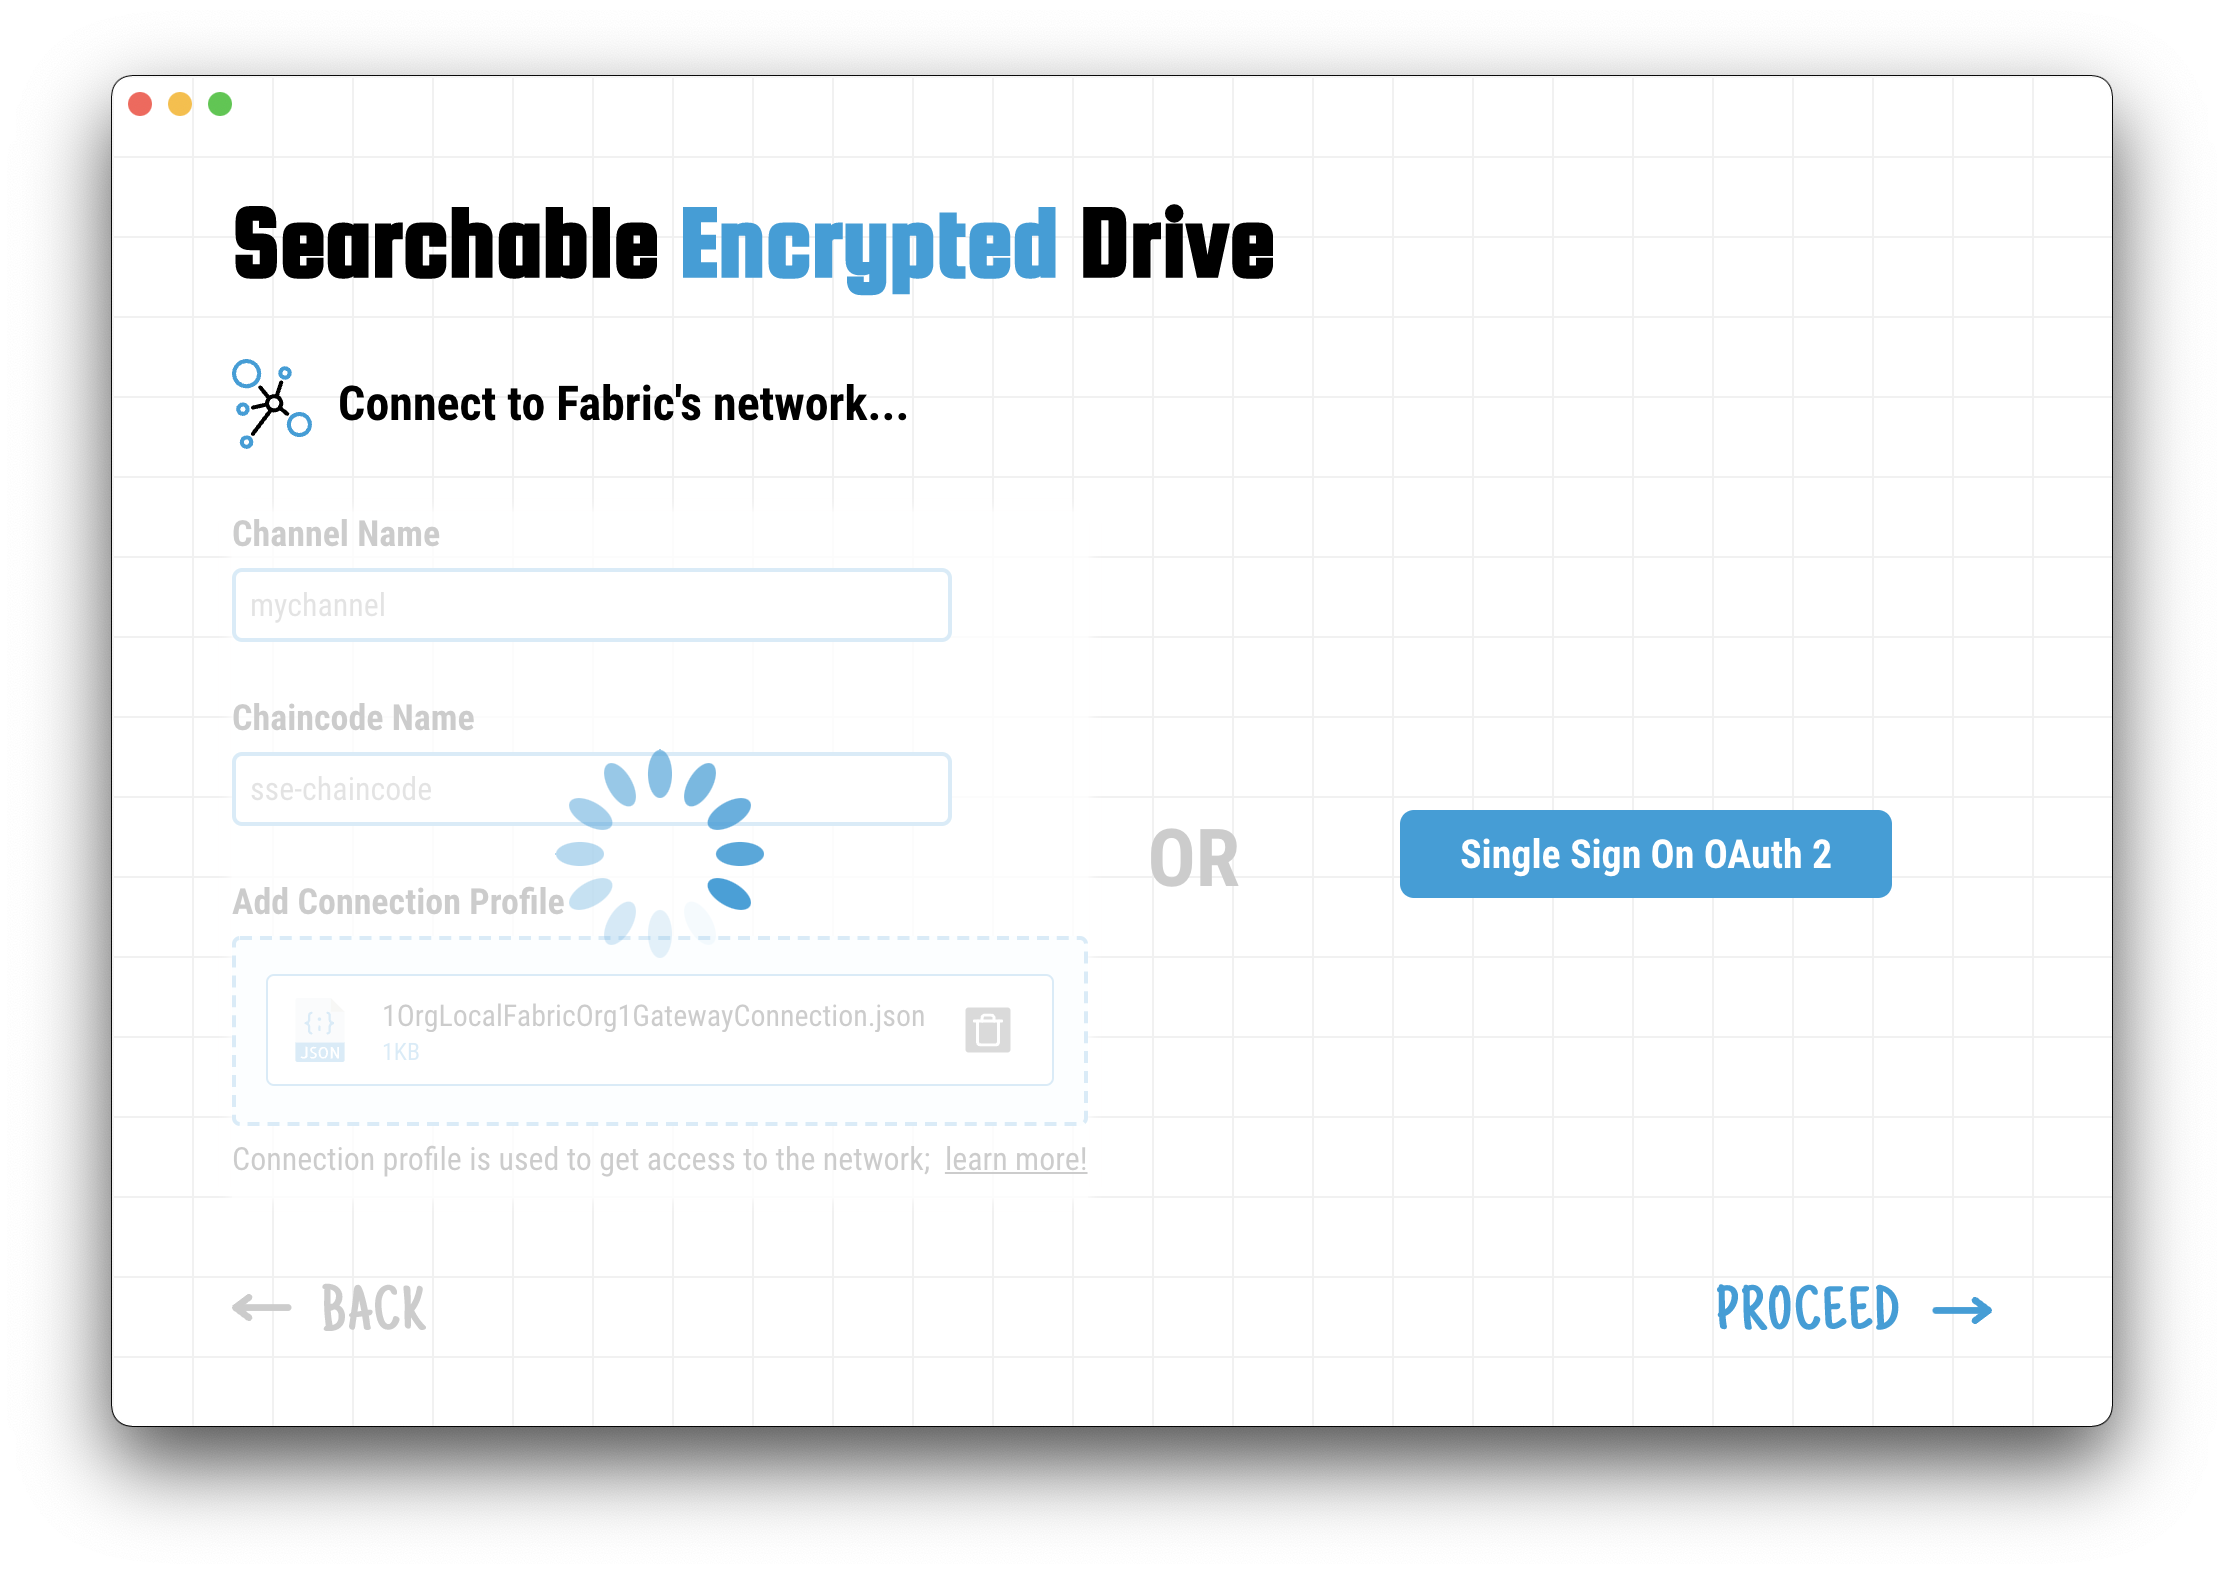 Searchable Encrypted Drive
Connect to Fabric's network...
Channel Name
mychannel
Chaincode Name
sse-chaincode
Add Connection Profile
{;}
JSON
1OrgLocalFabricOrg1GatewayConnection.json
1KB
Connection profile is used to get access to the network; learn more!
OR
Single Sign On OAuth 2
BACK
PROCEED